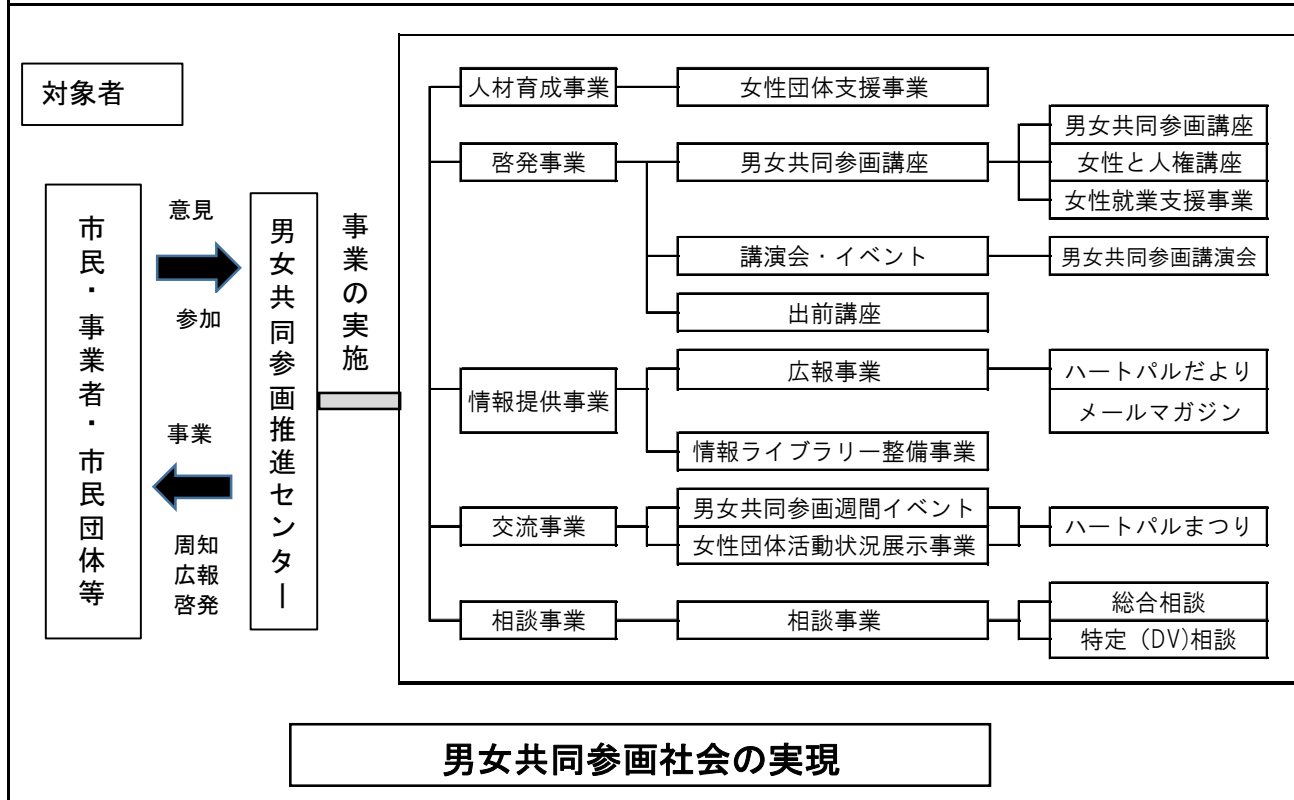 対象者
市民・事業者・市民団体等
意見
参加
事業
周知
広報
啓発
男女共同参画推進センター
事業の実施
人材育成事業
女性団体支援事業
啓発事業
男女共同参画講座
男女共同参画講座
女性と人権講座
女性就業支援事業
講演会・イベント
男女共同参画講演会
出前講座
情報提供事業
広報事業
ハートパルだより
メールマガジン
情報ライブラリー整備事業
交流事業
男女共同参画週間イベント
女性団体活動状況展示事業
ハートパルまつり
相談事業
相談事業
総合相談
特定（DV)相談
男女共同参画社会の実現